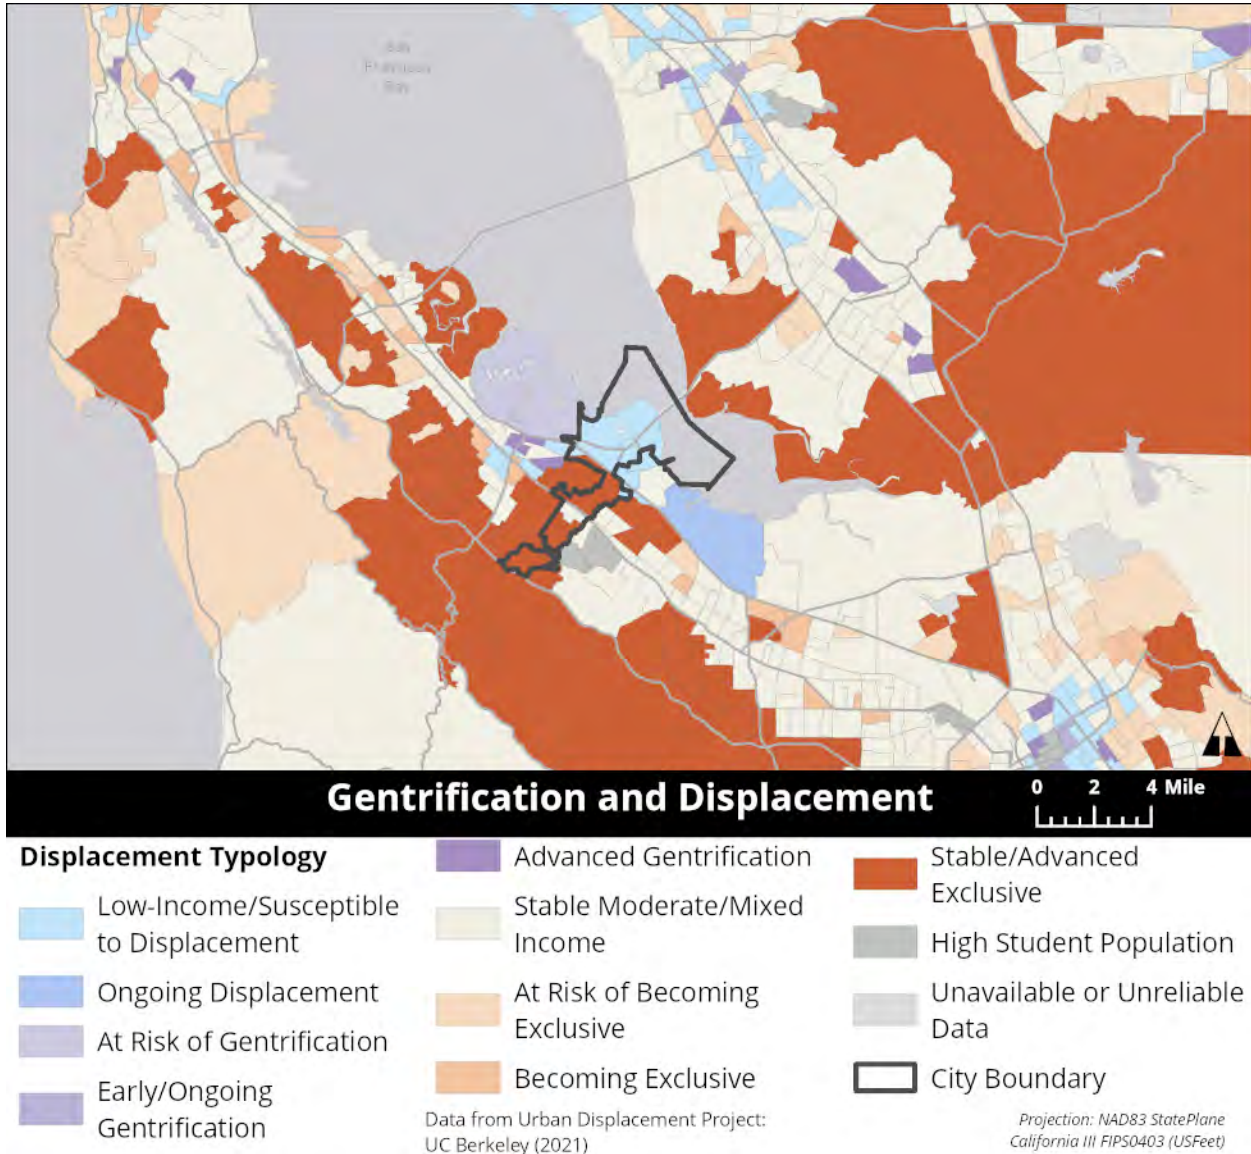 San
Francisco
Bay
Gentrification and Displacement
0 2 4 Mile
Displacement Typology
Low-Income/Susceptible
to Displacement
Ongoing Displacement
At Risk of Gentrification
Early/Ongoing
Gentrification
Advanced Gentrification
Stable Moderate/Mixed
Income
At Risk of Becoming
Exclusive
Becoming Exclusive
Data from Urban Displacement Project:
UC Berkeley (2021)
Stable/Advanced
Exclusive
High Student Population
Unavailable or Unreliable
Data
City Boundary
Projection: NAD83 StatePlane
California III FIPS0403 (USFeet)